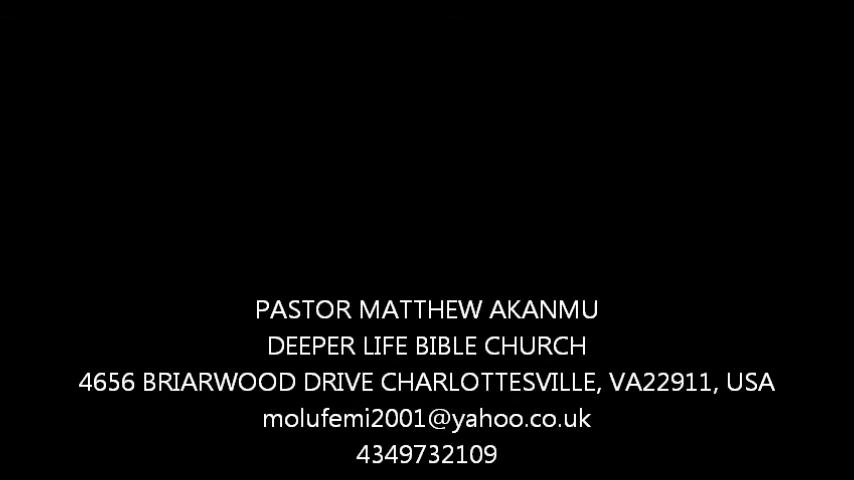 PASTOR MATTHEW AKANMU
DEEPER LIFE BIBLE CHURCH
4656 BRIARWOOD DRIVE CHARLOTTESVILLE, VA22911, USA
molufemi2001@yahoo.co.uk
4349732109